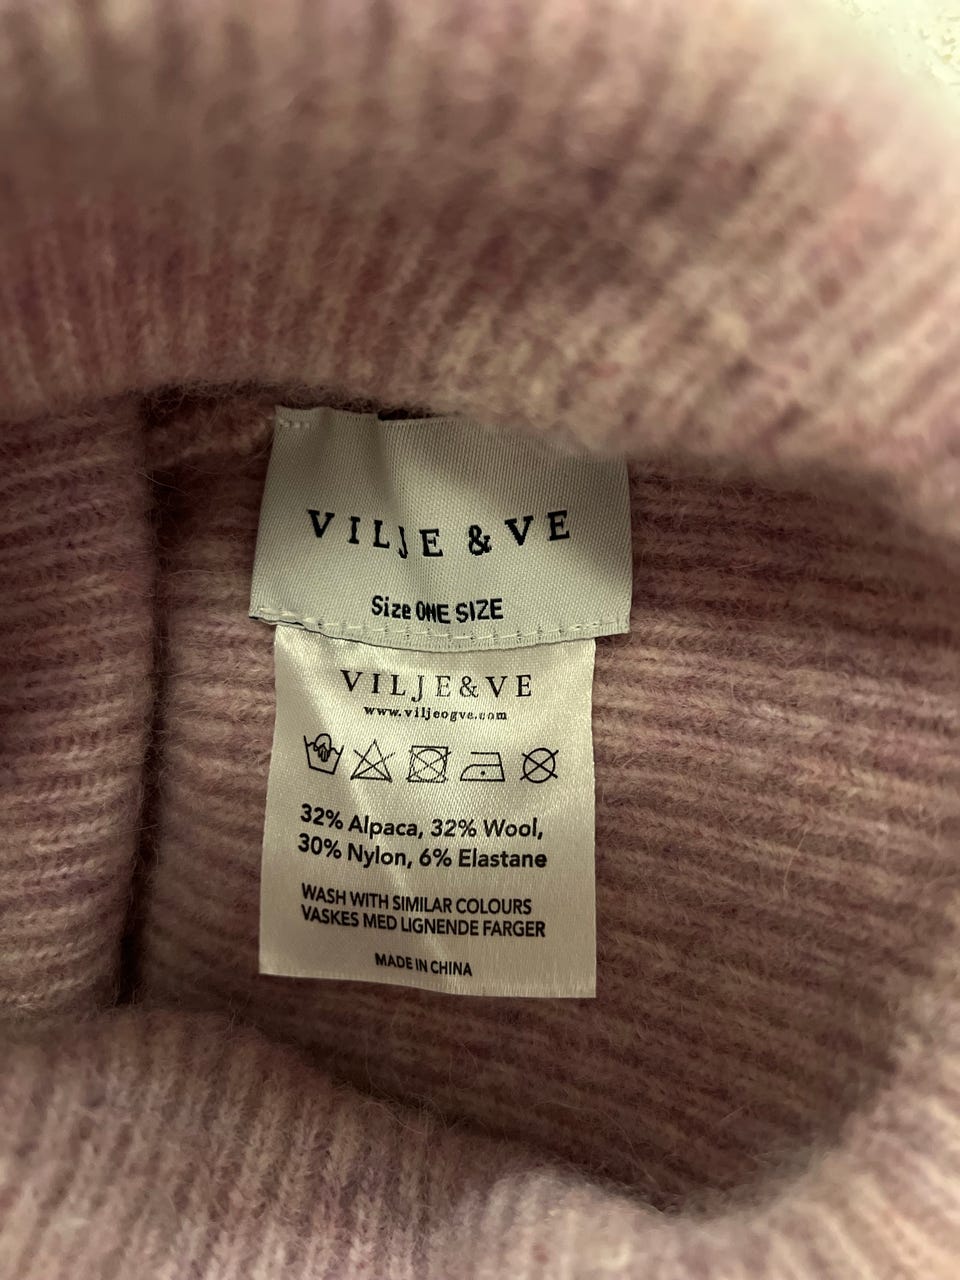 VILJE & VE
Size ONE SIZE
VILJE&VE
www.viljeogve.com
32% Alpaca, 32% Wool,
30% Nylon, 6% Elastane
WASH WITH SIMILAR COLOURS
VASKES MED LIGNENDE FARGER
MADE IN CHINA